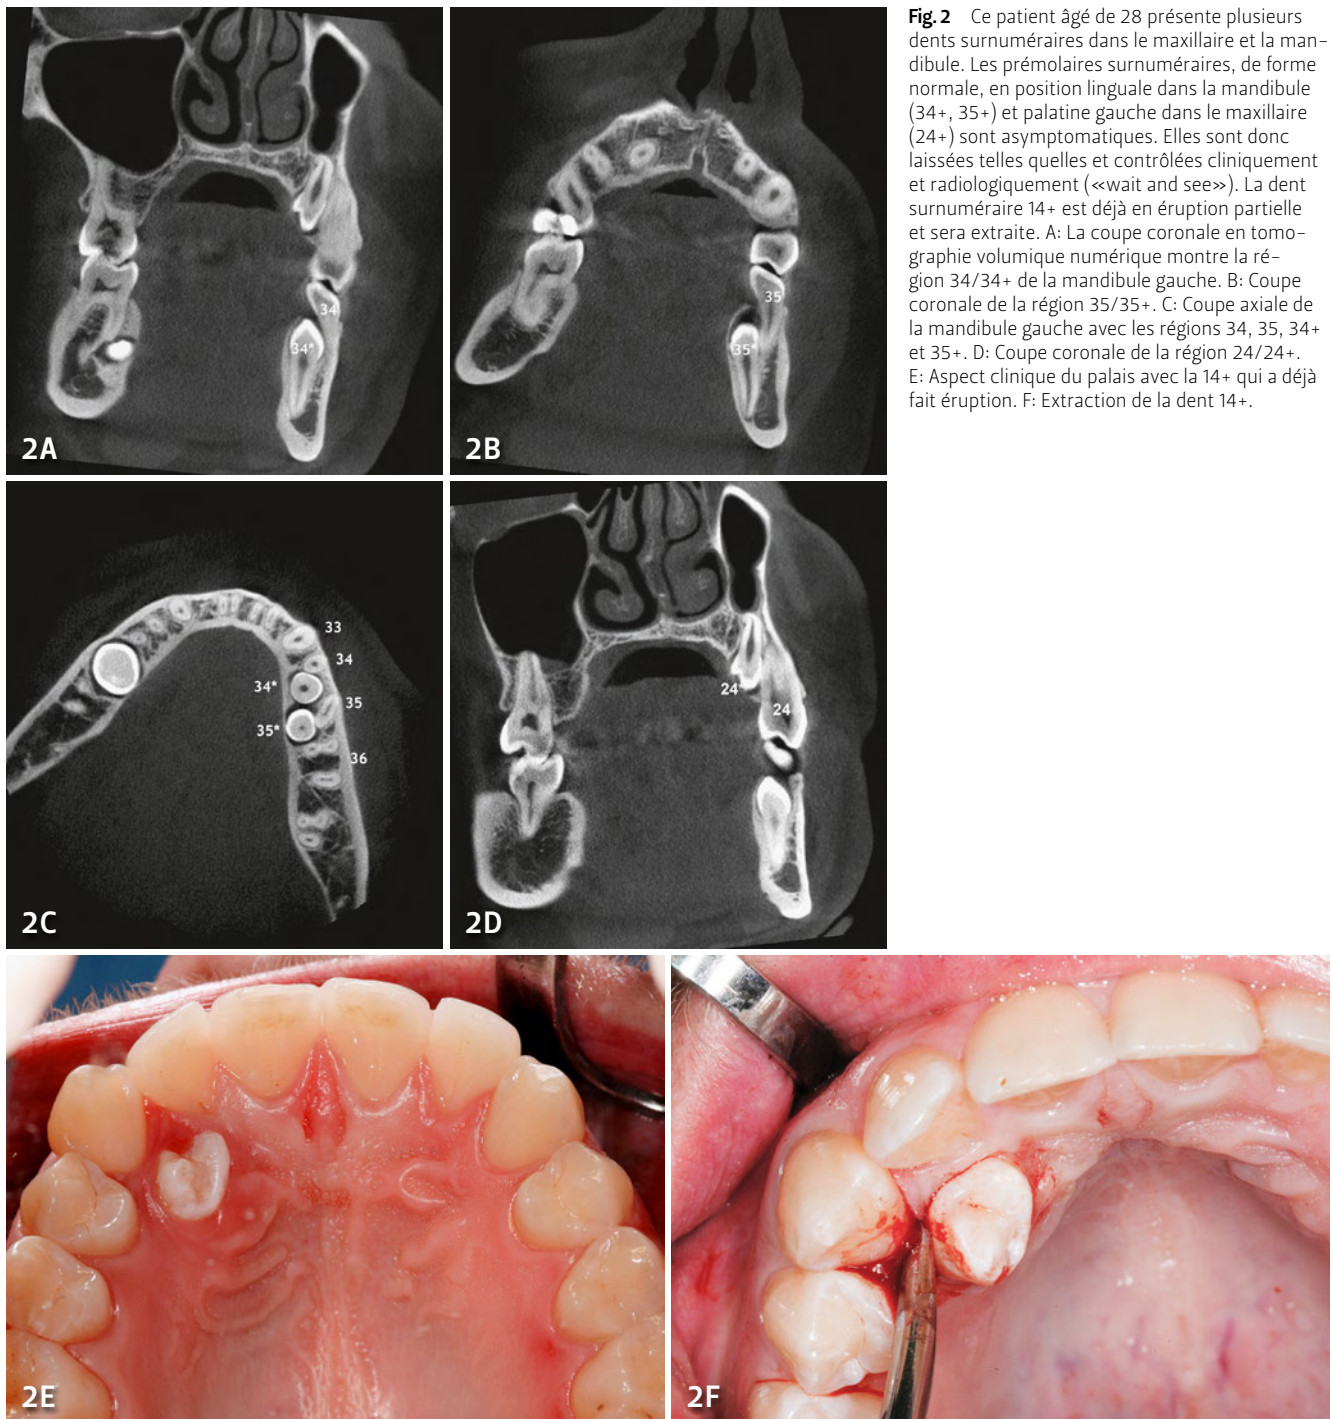 Fig. 2 Ce patient âgé de 28 présente plusieurs
dents surnuméraires dans le maxillaire et la man-
dibule. Les prémolaires surnuméraires, de forme
normale, en position linguale dans la mandibule
(34+, 35+) et palatine gauche dans le maxillaire
(24+) sont asymptomatiques. Elles sont donc
laissées telles quelles et contrôlées cliniquement
et radiologiquement («wait and see»). La dent
surnuméraire 14+ est déjà en éruption partielle
et sera extraite. A: La coupe coronale en tomo-
graphie volumique numérique montre la ré-
gion 34/34+ de la mandibule gauche. B: Coupe
coronale de la région 35/35+. C: Coupe axiale de
la mandibule gauche avec les régions 34, 35, 34+
et 35+. D: Coupe coronale de la région 24/24+.
E: Aspect clinique du palais avec la 14+ qui a déjà
fait éruption. F: Extraction de la dent 14+.
34
34*
2A
35
35*
2B
33
34
34*
35
35*
36
2C
24*
24
2D
2E
2F